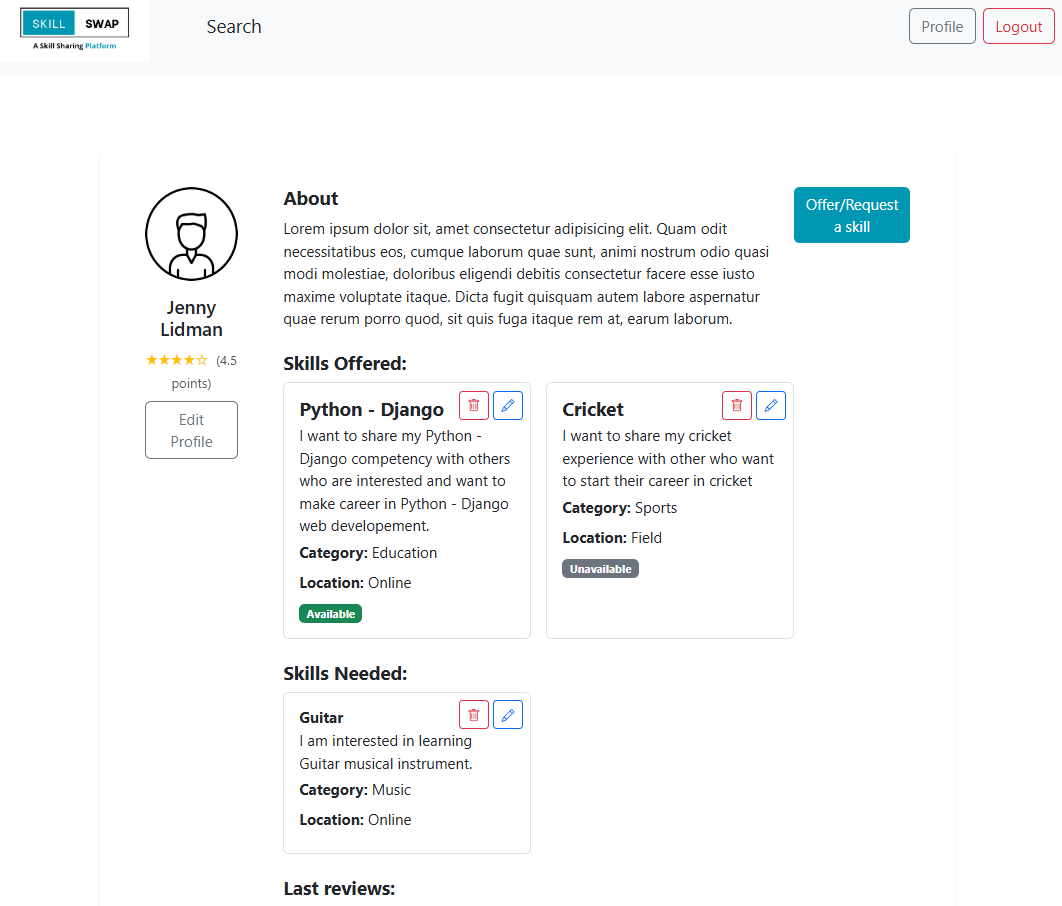 SKILL SWAP
A Skill Sharing Platform
Search
Profile
Logout
Jenny
Lidman
★★★★☆ (4.5
points)
Edit
Profile
About
Lorem ipsum dolor sit, amet consectetur adipisicing elit. Quam odit
necessitatibus eos, cumque laborum quae sunt, animi nostrum odio quasi
modi molestiae, doloribus eligendi debitis consectetur facere esse iusto
maxime voluptate itaque. Dicta fugit quisquam autem labore aspernatur
quae rerum porro quod, sit quis fuga itaque rem at, earum laborum.
Offer/Request
a skill
Skills Offered:
Python - Django
I want to share my Python -
Django competency with others
who are interested and want to
make career in Python - Django
web developement.
Category: Education
Location: Online
Available
Cricket
I want to share my cricket
experience with other who want
to start their career in cricket
Category: Sports
Location: Field
Unavailable
Skills Needed:
Guitar
I am interested in learning
Guitar musical instrument.
Category: Music
Location: Online
Last reviews: